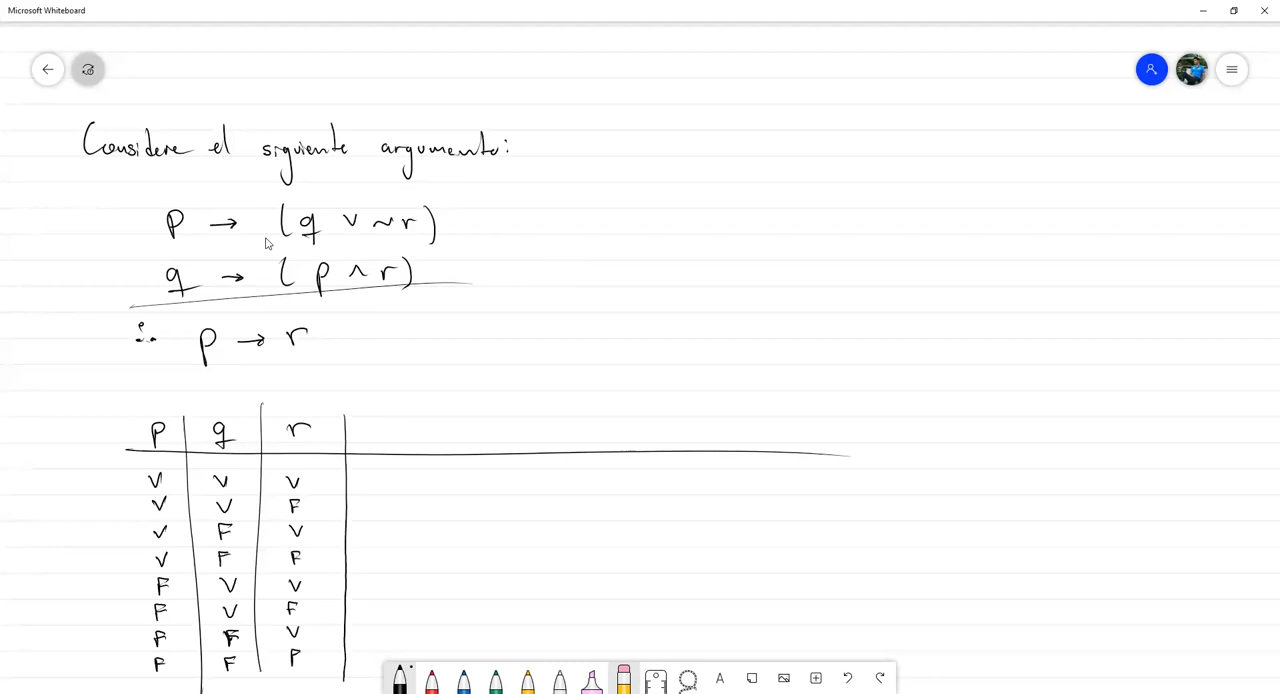 Microsoft Whiteboard
Considere el siguiente argumento:
p → (q ∨ ~r)
q → (p ∧ r)
∴ p → r
p q r
V V V
V V F
V F V
V F F
F V V
F V F
F F V
F F F
A